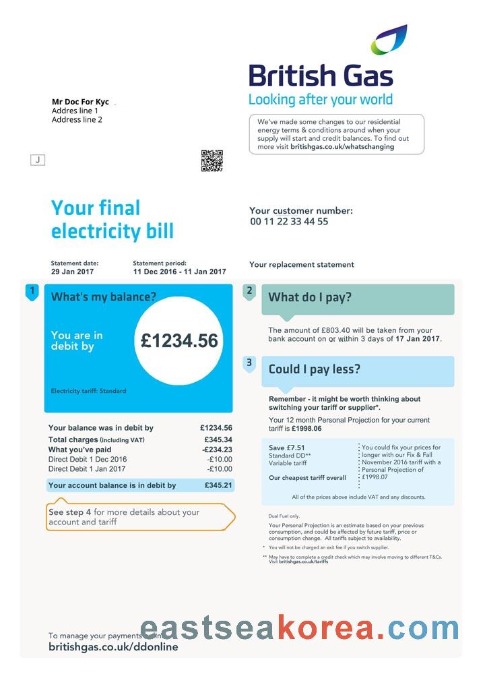 British Gas
Looking after your world
Mr Doc For Kyc
Addres line 1
Address line 2
We've made some changes to our residential
energy terms & conditions around when your
supply will start and credit balances. To find out
more visit britishgas.co.uk/whatschanging
J
Your final
electricity bill
Your customer number:
00 11 22 33 44 55
Statement date:
29 Jan 2017
Statement period:
11 Dec 2016 - 11 Jan 2017
Your replacement statement
1
What's my balance?
You are in
debit by
£1234.56
Electricity tariff: Standard
Your balance was in debit by £1234.56
Total charges (including VAT) £345.34
What you've paid -£234.23
Direct Debit 1 Dec 2016 -£10.00
Direct Debit 1 Jan 2017 -£10.00
Your account balance is in debit by £345.21
See step 4 for more details about your
account and tariff
2
What do I pay?
The amount of £803.40 will be taken from your
bank account on or within 3 days of 17 Jan 2017.
3
Could I pay less?
Remember - it might be worth thinking about
switching your tariff or supplier*.
Your 12 month Personal Projection for your current
tariff is £1998.06
Save £7.51
Standard DD**
Variable tariff
Our cheapest tariff overall
You could fix your prices for
longer with our Fix & Fall
November 2016 tariff with a
Personal Projection of
£1990.07
All of the prices above include VAT and any discounts.
Dual Fuel only.
Your Personal Projection is an estimate based on your previous
consumption, and could be affected by future tariff, price or
consumption change. All tariffs subject to availability.
* You will not be charged an exit fee if you switch supplier.
** May have to complete a credit check which may involve moving to different T&Cs.
Visit britishgas.co.uk/tariffs
To manage your payments
britishgas.co.uk/ddonline
eastseakorea.com